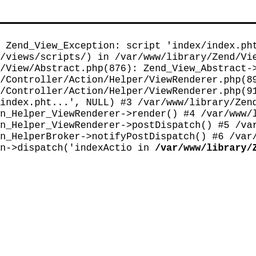 Zend_View_Exception: script 'index/index.pht
/views/scripts/) in /var/www/library/Zend/Vie
/View/Abstract.php(876): Zend_View_Abstract->
/Controller/Action/Helper/ViewRenderer.php(89
/Controller/Action/Helper/ViewRenderer.php(91
index.pht...', NULL) #3 /var/www/library/Zend
n_Helper_ViewRenderer->render() #4 /var/www/l
n_Helper_ViewRenderer->postDispatch() #5 /var
n_HelperBroker->notifyPostDispatch() #6 /var/
n->dispatch('indexActio in /var/www/library/Z